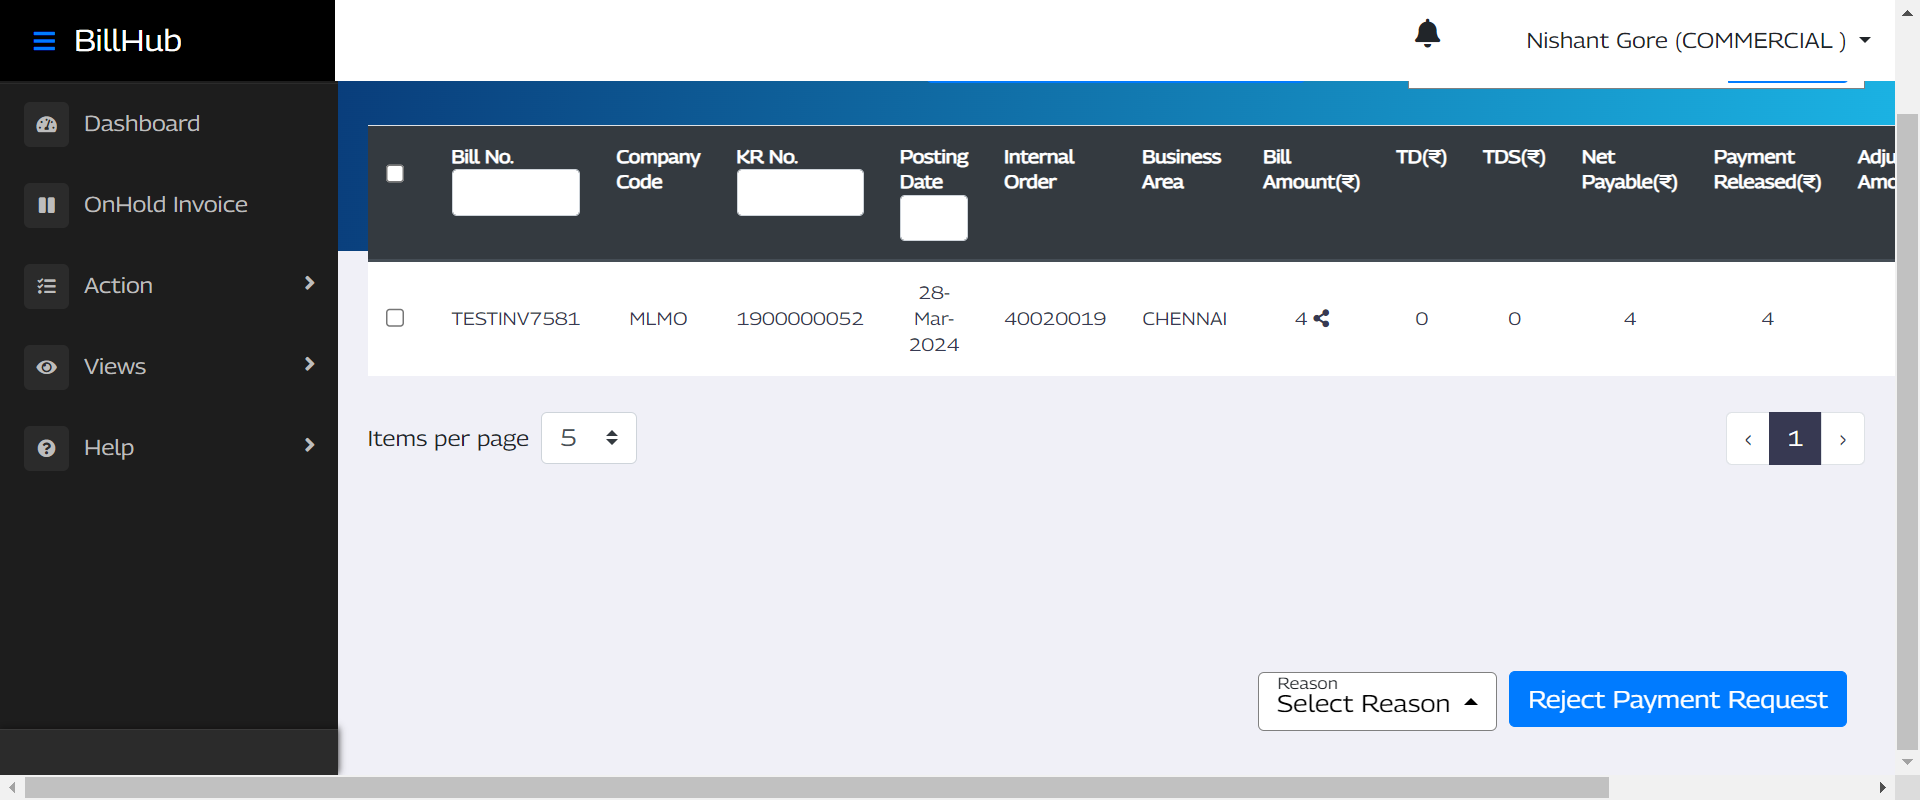 BillHub
Nishant Gore (COMMERCIAL )
Dashboard
OnHold Invoice
Action
Views
Help
Bill No.
Company Code
KR No.
Posting Date
Internal Order
Business Area
Bill Amount(₹)
TD(₹)
TDS(₹)
Net Payable(₹)
Payment Released(₹)
TESTINV7581
MLMO
1900000052
28-
Mar-
2024
40020019
CHENNAI
4
0
0
4
4
Items per page
5
‹ 1 ›
Reason
Select Reason
Reject Payment Request